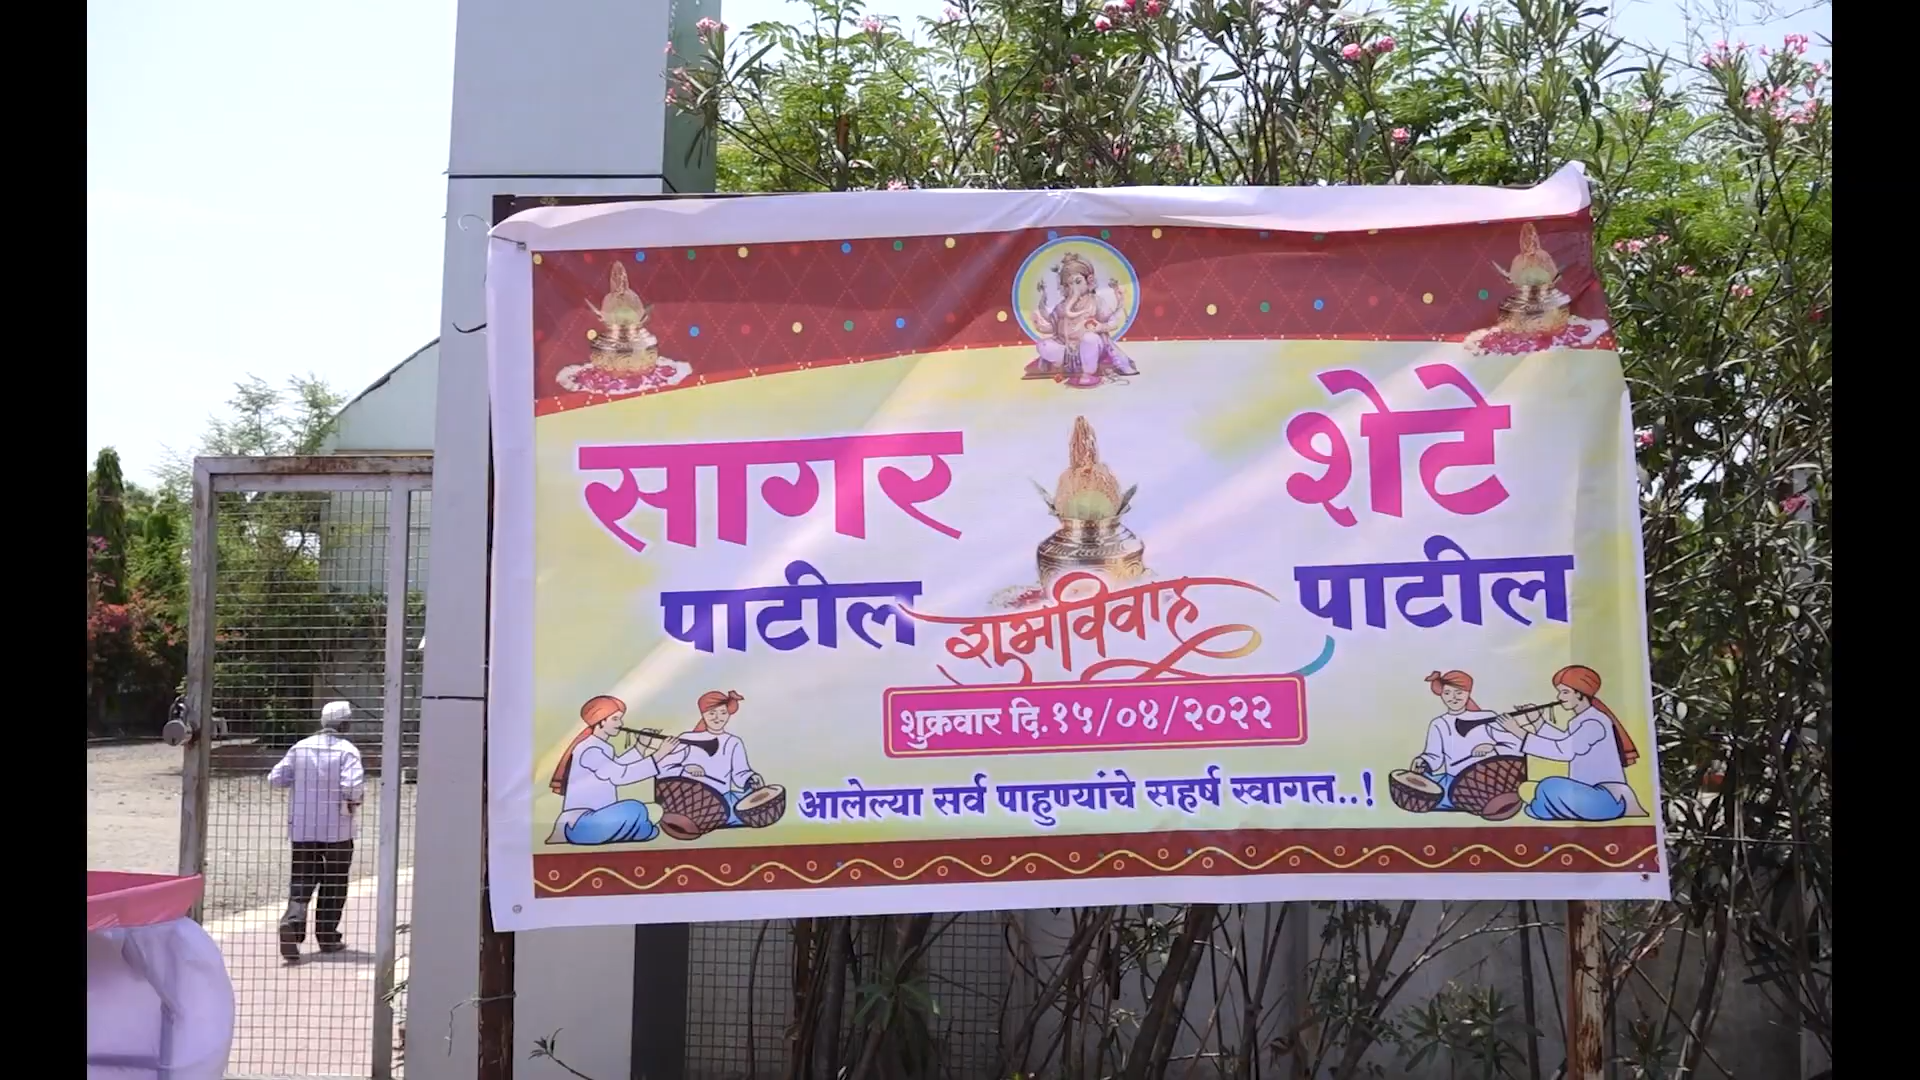 सागर
पाटील
शेटे
पाटील
शुभविवाह
शुक्रवार दि.१५/०४/२०२२
आलेल्या सर्व पाहुण्यांचे सहर्ष स्वागत..!